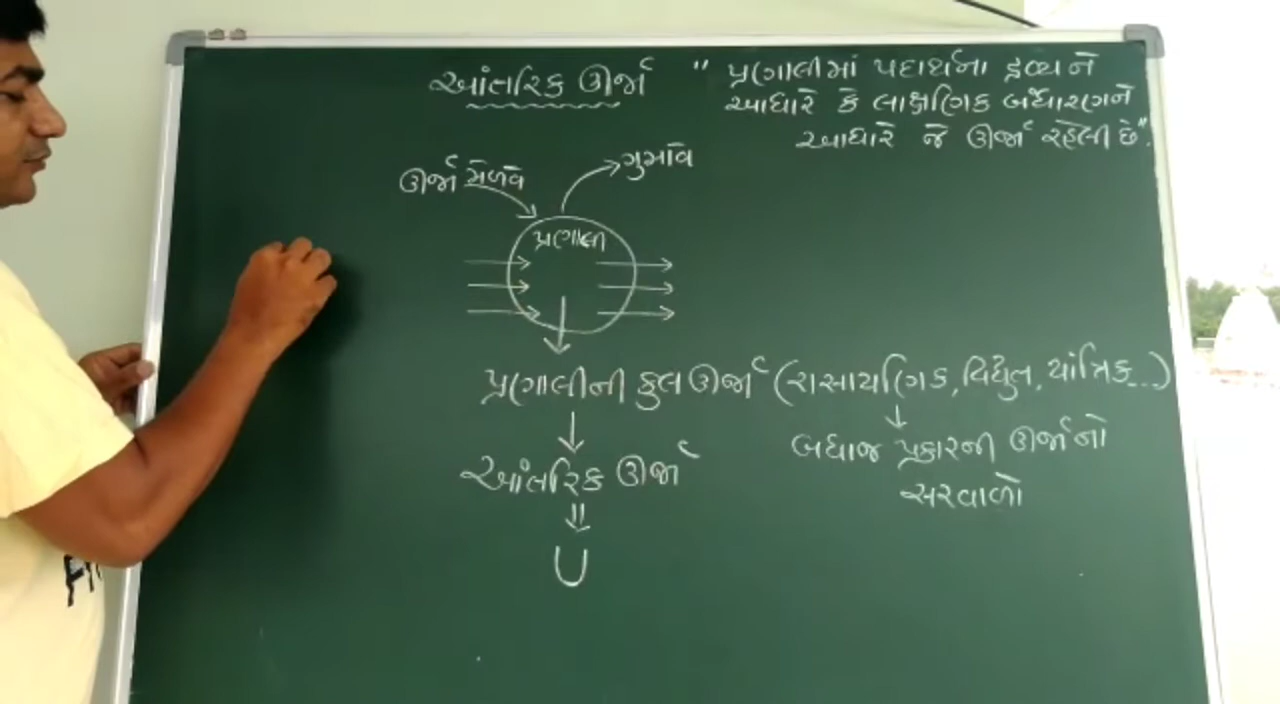 આંતરિક ઊર્જા
" પ્રણાલીમાં પદાર્થના દ્રવ્યને
આધારે કે લાક્ષણિક બંધારણને
આધારે જે ઊર્જા રહેલી છે".
ઊર્જા મેળવે
ગુમાવે
પ્રણાલી
પ્રણાલીની કુલ ઊર્જા (રાસાયણિક, વિદ્યુત, યાંત્રિક...)
બધાજ પ્રકારની ઊર્જાનો
સરવાળો
આંતરિક ઊર્જા
U